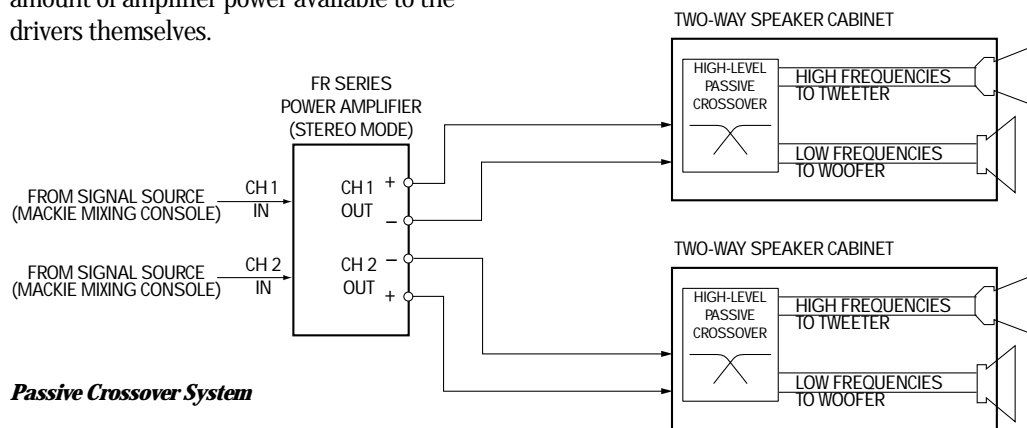 amount of amplifier power available to the
drivers themselves.
TWO-WAY SPEAKER CABINET
HIGH-LEVEL
PASSIVE
CROSSOVER
HIGH FREQUENCIES
TO TWEETER
LOW FREQUENCIES
TO WOOFER
FR SERIES
POWER AMPLIFIER
(STEREO MODE)
FROM SIGNAL SOURCE
(MACKIE MIXING CONSOLE)
CH 1
IN
CH 1
OUT
+
–
FROM SIGNAL SOURCE
(MACKIE MIXING CONSOLE)
CH 2
IN
CH 2
OUT
–
+
TWO-WAY SPEAKER CABINET
HIGH-LEVEL
PASSIVE
CROSSOVER
HIGH FREQUENCIES
TO TWEETER
LOW FREQUENCIES
TO WOOFER
Passive Crossover System